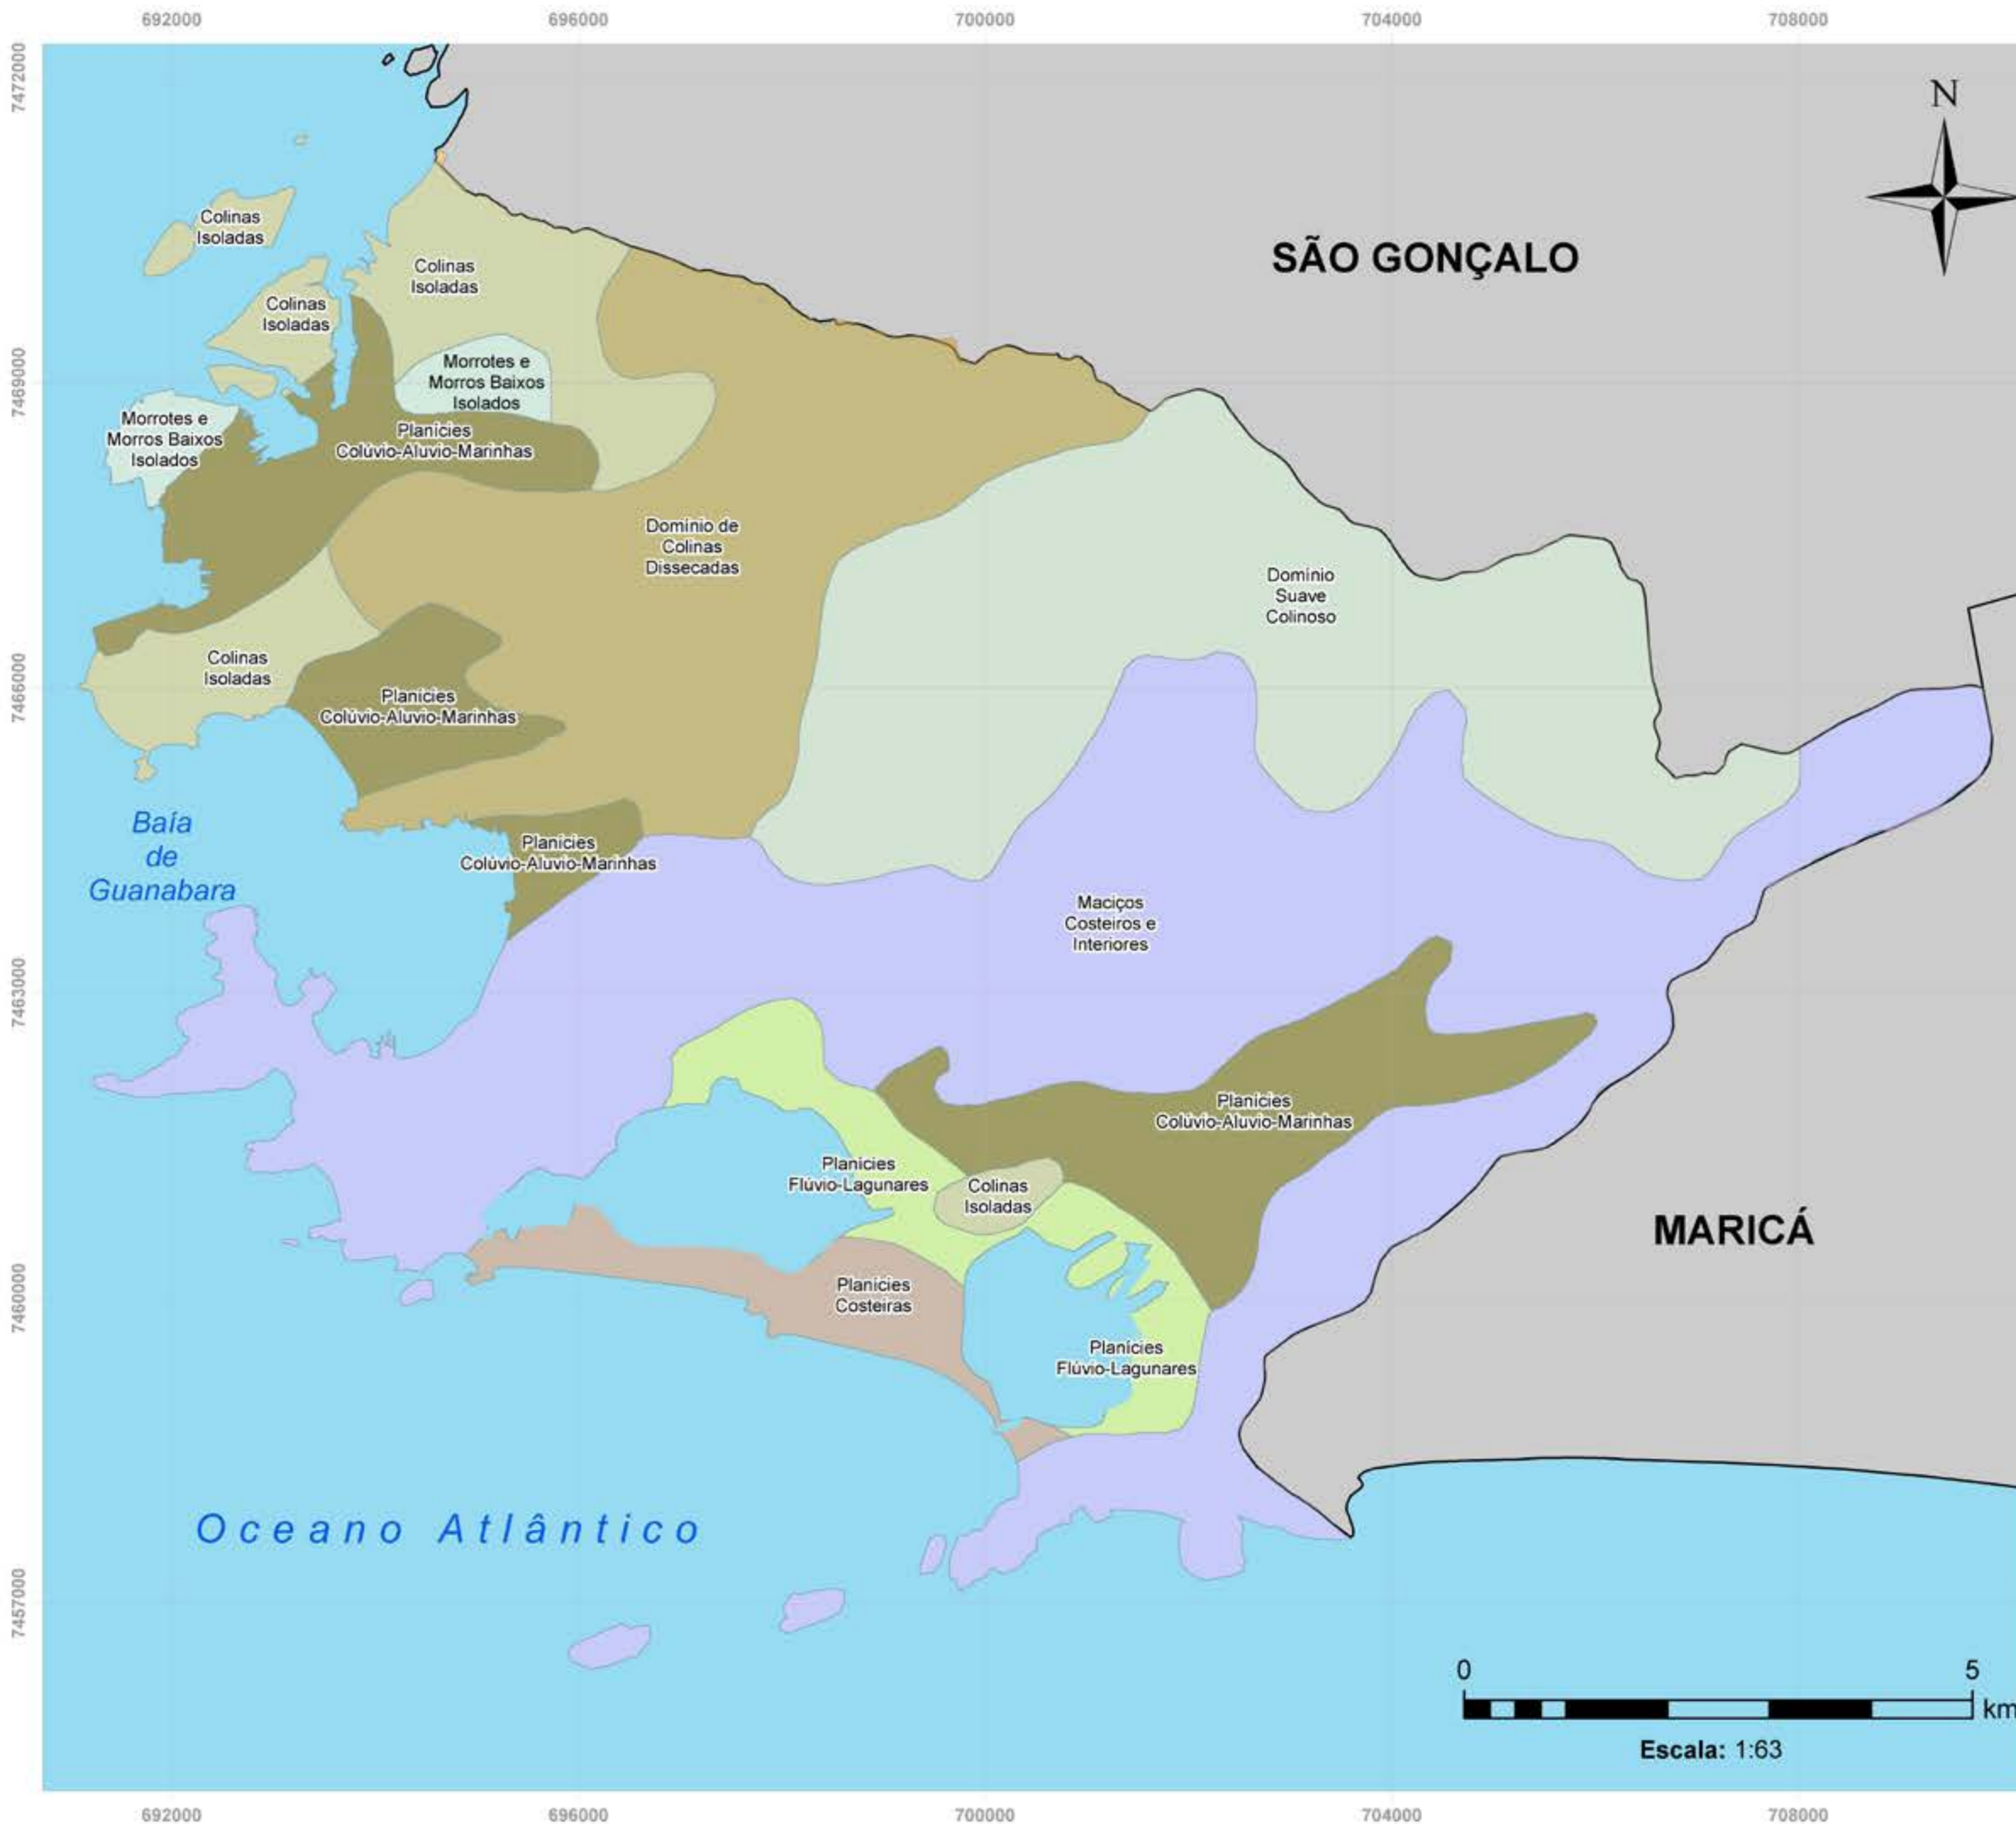 692000
696000
700000
704000
708000
7472000
7469000
7466000
7463000
7460000
7457000
N
SÃO GONÇALO
Colinas
Isoladas
Colinas
Isoladas
Colinas
Isoladas
Morrotes e
Morros Baixos
Isolados
Morrotes e
Morros Baixos
Isolados
Planícies
Colúvio-Aluvio-Marinhas
Domínio de
Colinas
Dissecadas
Domínio
Suave
Colinoso
Colinas
Isoladas
Planícies
Colúvio-Aluvio-Marinhas
Baía
de
Guanabara
Planícies
Colúvio-Aluvio-Marinhas
Maciços
Costeiros e
Interiores
Planícies
Colúvio-Aluvio-Marinhas
Planícies
Flúvio-Lagunares
Colinas
Isoladas
MARICÁ
Planícies
Costeiras
Planícies
Flúvio-Lagunares
Oceano Atlântico
0 5
km
Escala: 1:63
692000
696000
700000
704000
708000